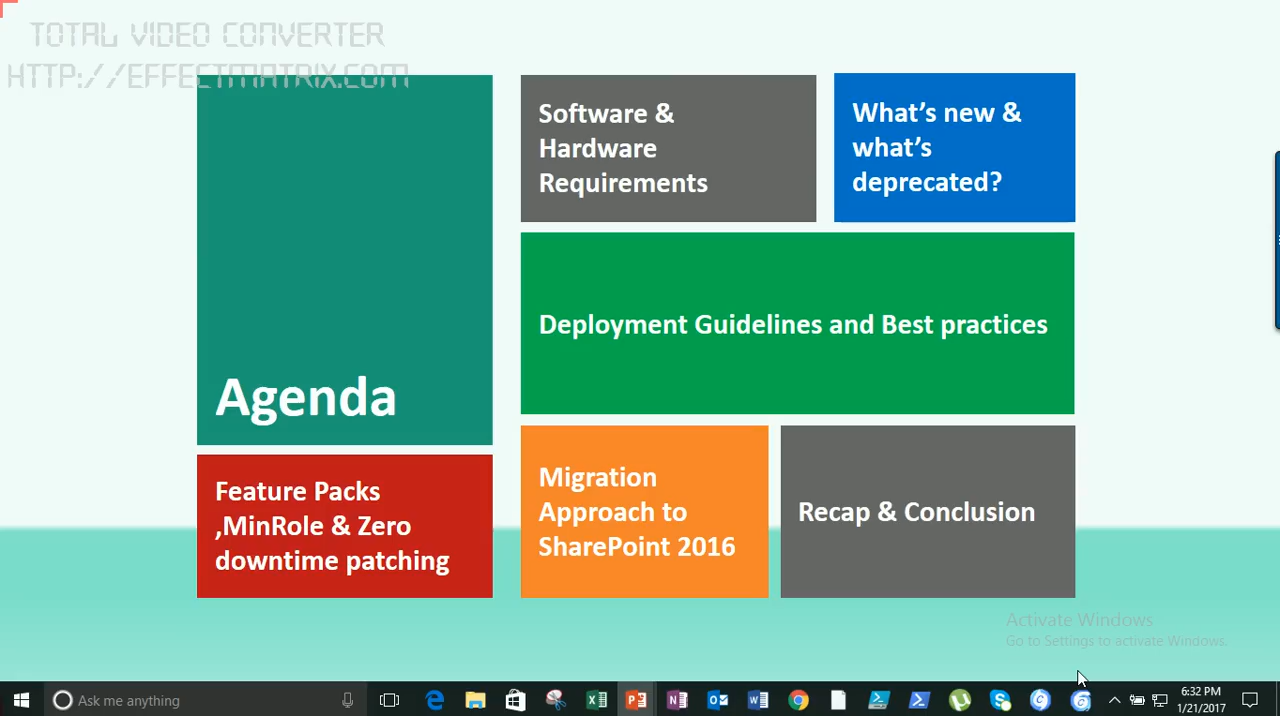 TOTAL VIDEO CONVERTER
HTTP://EFFECTMATRIX.COM
Agenda
Software &
Hardware
Requirements
What's new &
what's
deprecated?
Deployment Guidelines and Best practices
Feature Packs
,MinRole & Zero
downtime patching
Migration
Approach to
SharePoint 2016
Recap & Conclusion
Activate Windows
Go to Settings to activate Windows.
Ask me anything
6:32 PM
1/21/2017